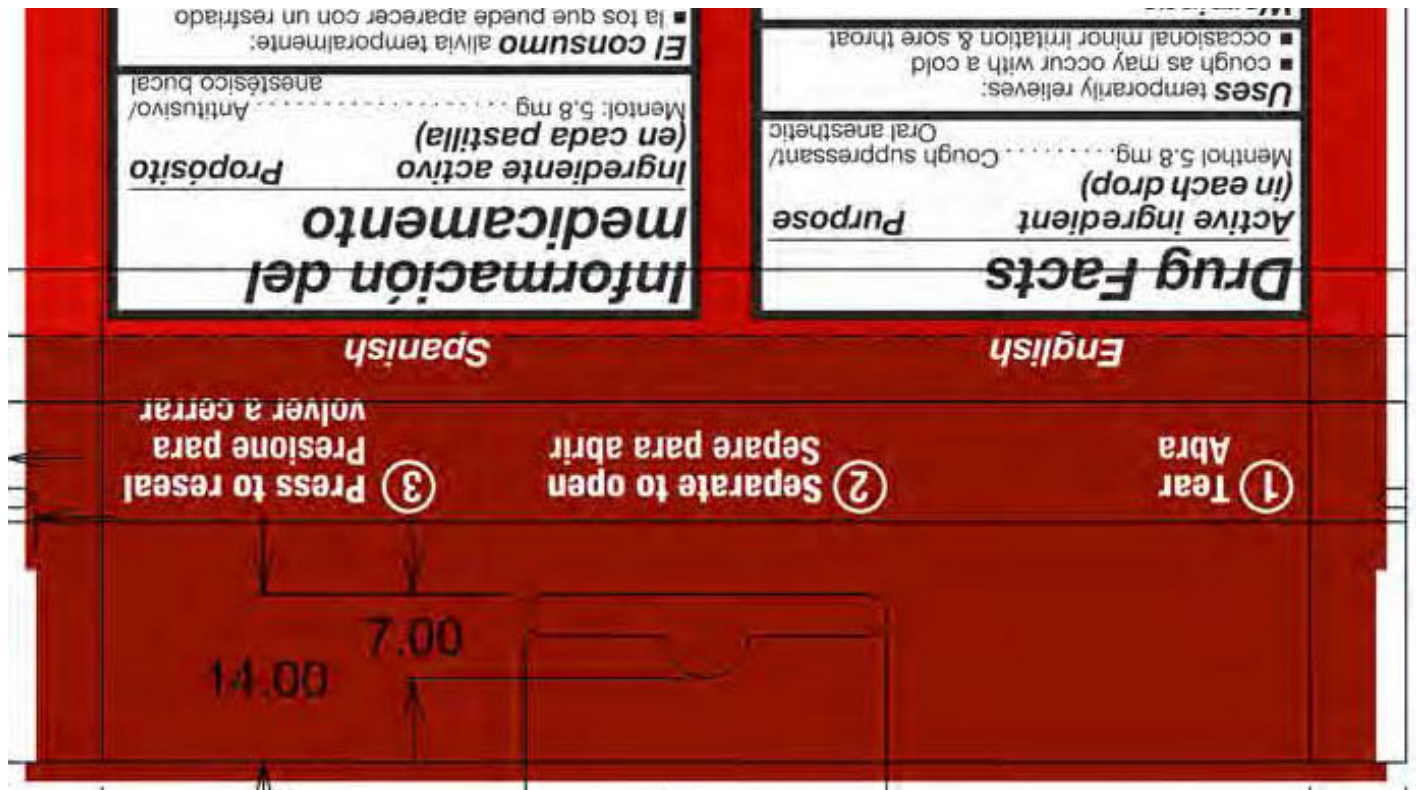 1 Tear
Abra
2 Separate to open
Separe para abrir
3 Press to reseal
Presione para
volver a cerrar
English
Drug Facts
Active ingredient Purpose
(in each drop)
Menthol 5.8 mg.........Cough suppressant/
Oral anesthetic
Uses temporarily relieves:
■ cough as may occur with a cold
■ occasional minor irritation & sore throat
Spanish
Información del
medicamento
Ingrediente activo Propósito
(en cada pastilla)
Mentol: 5.8 mg .................... Antitusivo/
anestésico bucal
El consumo alivia temporalmente:
■ la tos que puede aparecer con un resfriado
7.00
14.00